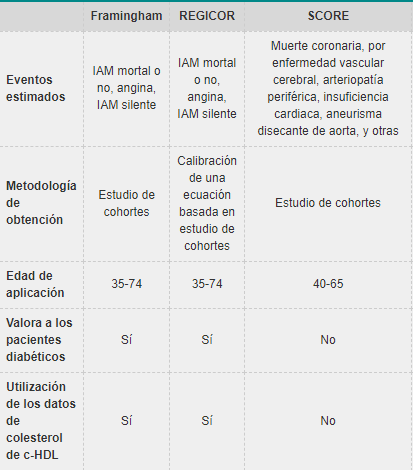 Framingham REGICOR SCORE
Eventos
estimados
IAM mortal o
no, angina,
IAM silente
IAM mortal
o no,
angina,
IAM silente
Muerte coronaria, por
enfermedad vascular
cerebral, arteriopatía
periférica, insuficiencia
cardiaca, aneurisma
disecante de aorta, y otras
Metodología
de
obtención
Estudio de
cohortes
Calibración
de una
ecuación
basada en
estudio de
cohortes
Estudio de cohortes
Edad de
aplicación
35-74
35-74
40-65
Valora a los
pacientes
diabéticos
Sí
Sí
No
Utilización
de los datos
de
colesterol
de c-HDL
Sí
Sí
No